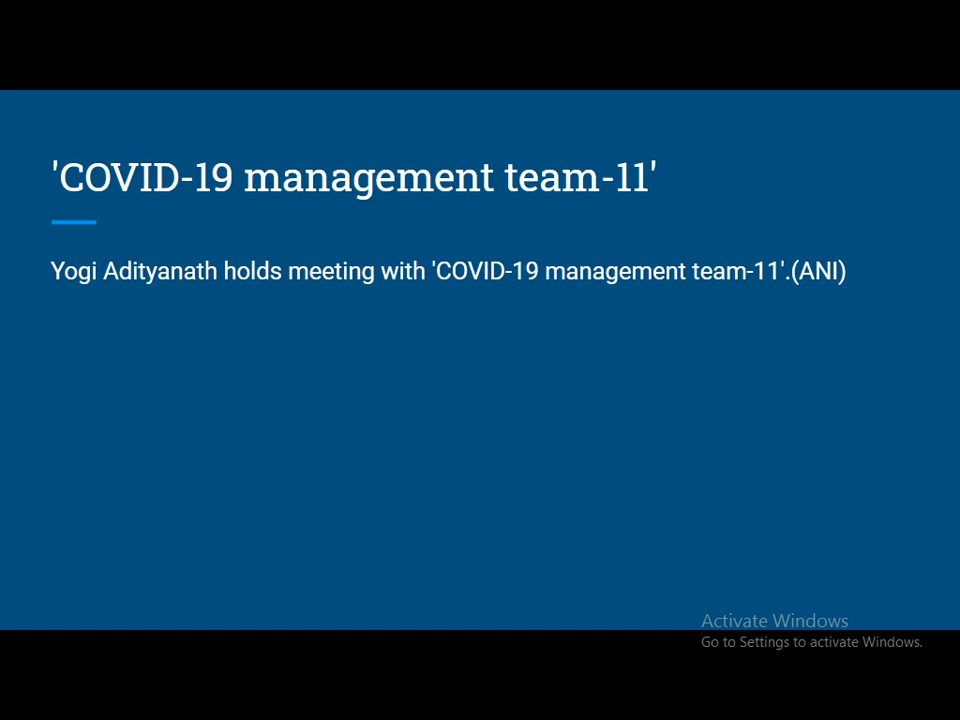 'COVID-19 management team-11'
Yogi Adityanath holds meeting with 'COVID-19 management team-11'.(ANI)
Activate Windows
Go to Settings to activate Windows.